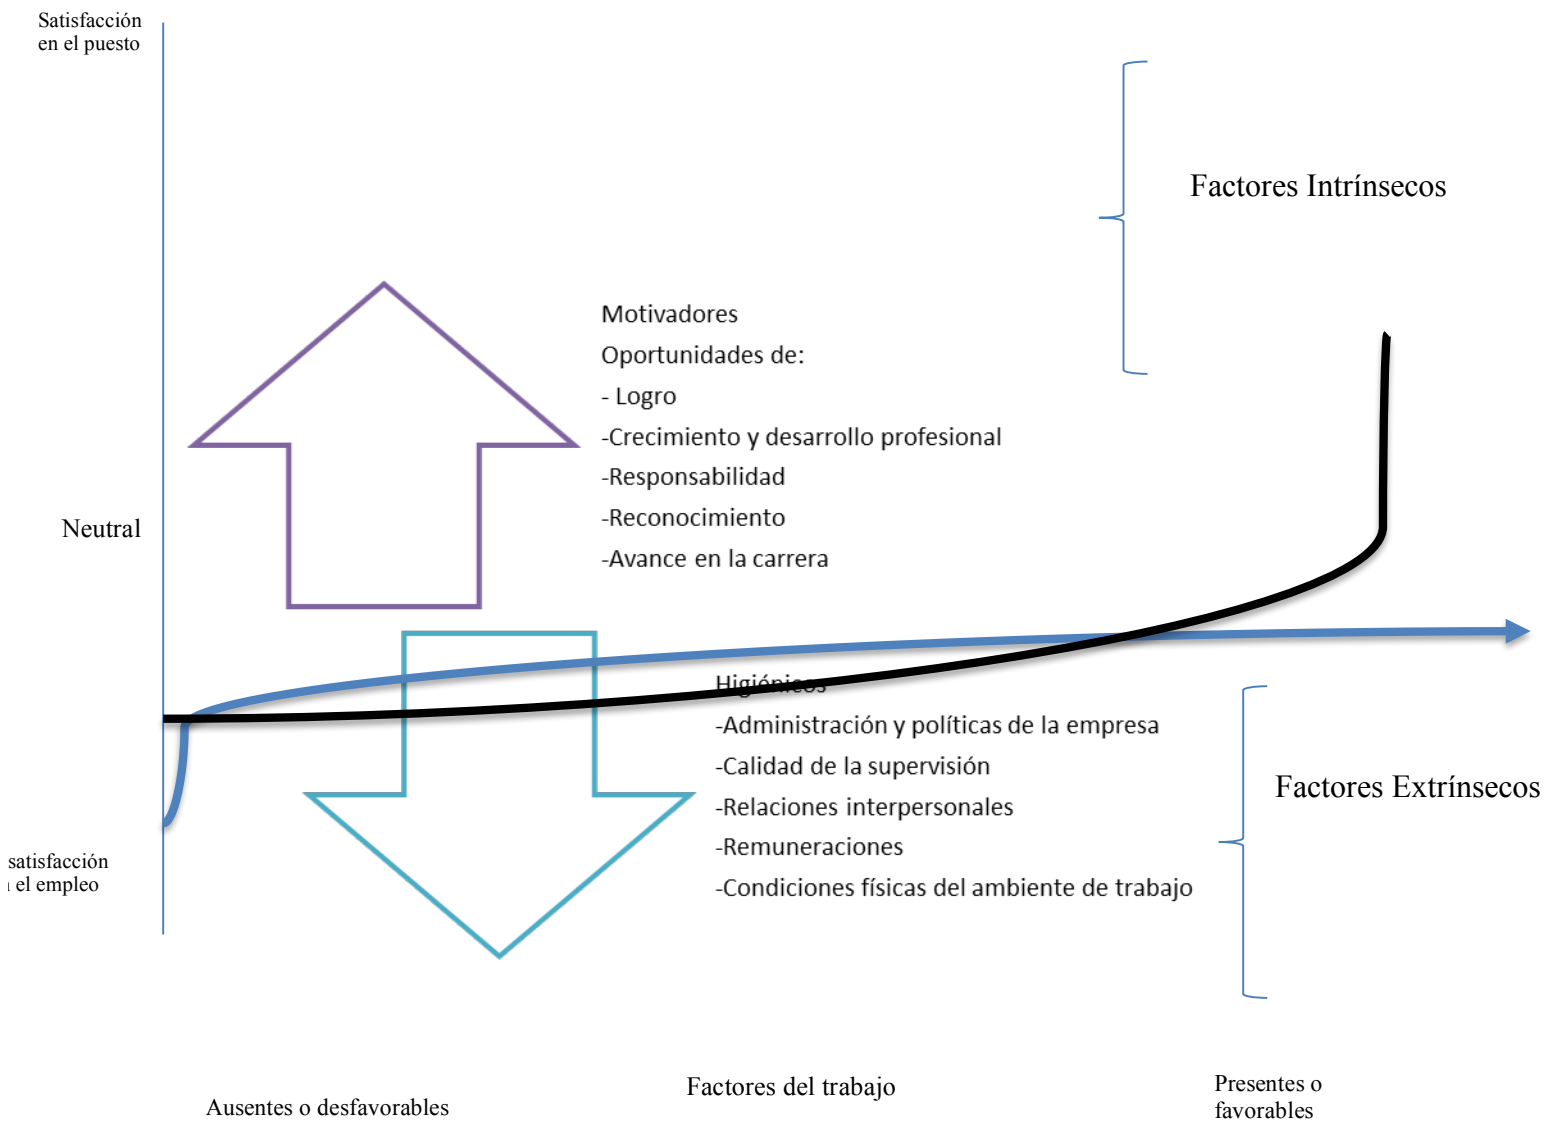 Satisfacción
en el puesto
Factores Intrínsecos
Motivadores
Oportunidades de:
- Logro
-Crecimiento y desarrollo profesional
-Responsabilidad
-Reconocimiento
-Avance en la carrera
Neutral
Higiénicos
-Administración y políticas de la empresa
-Calidad de la supervisión
-Relaciones interpersonales
-Remuneraciones
-Condiciones físicas del ambiente de trabajo
Factores Extrínsecos
satisfacción
el empleo
Factores del trabajo
Ausentes o desfavorables
Presentes o
favorables